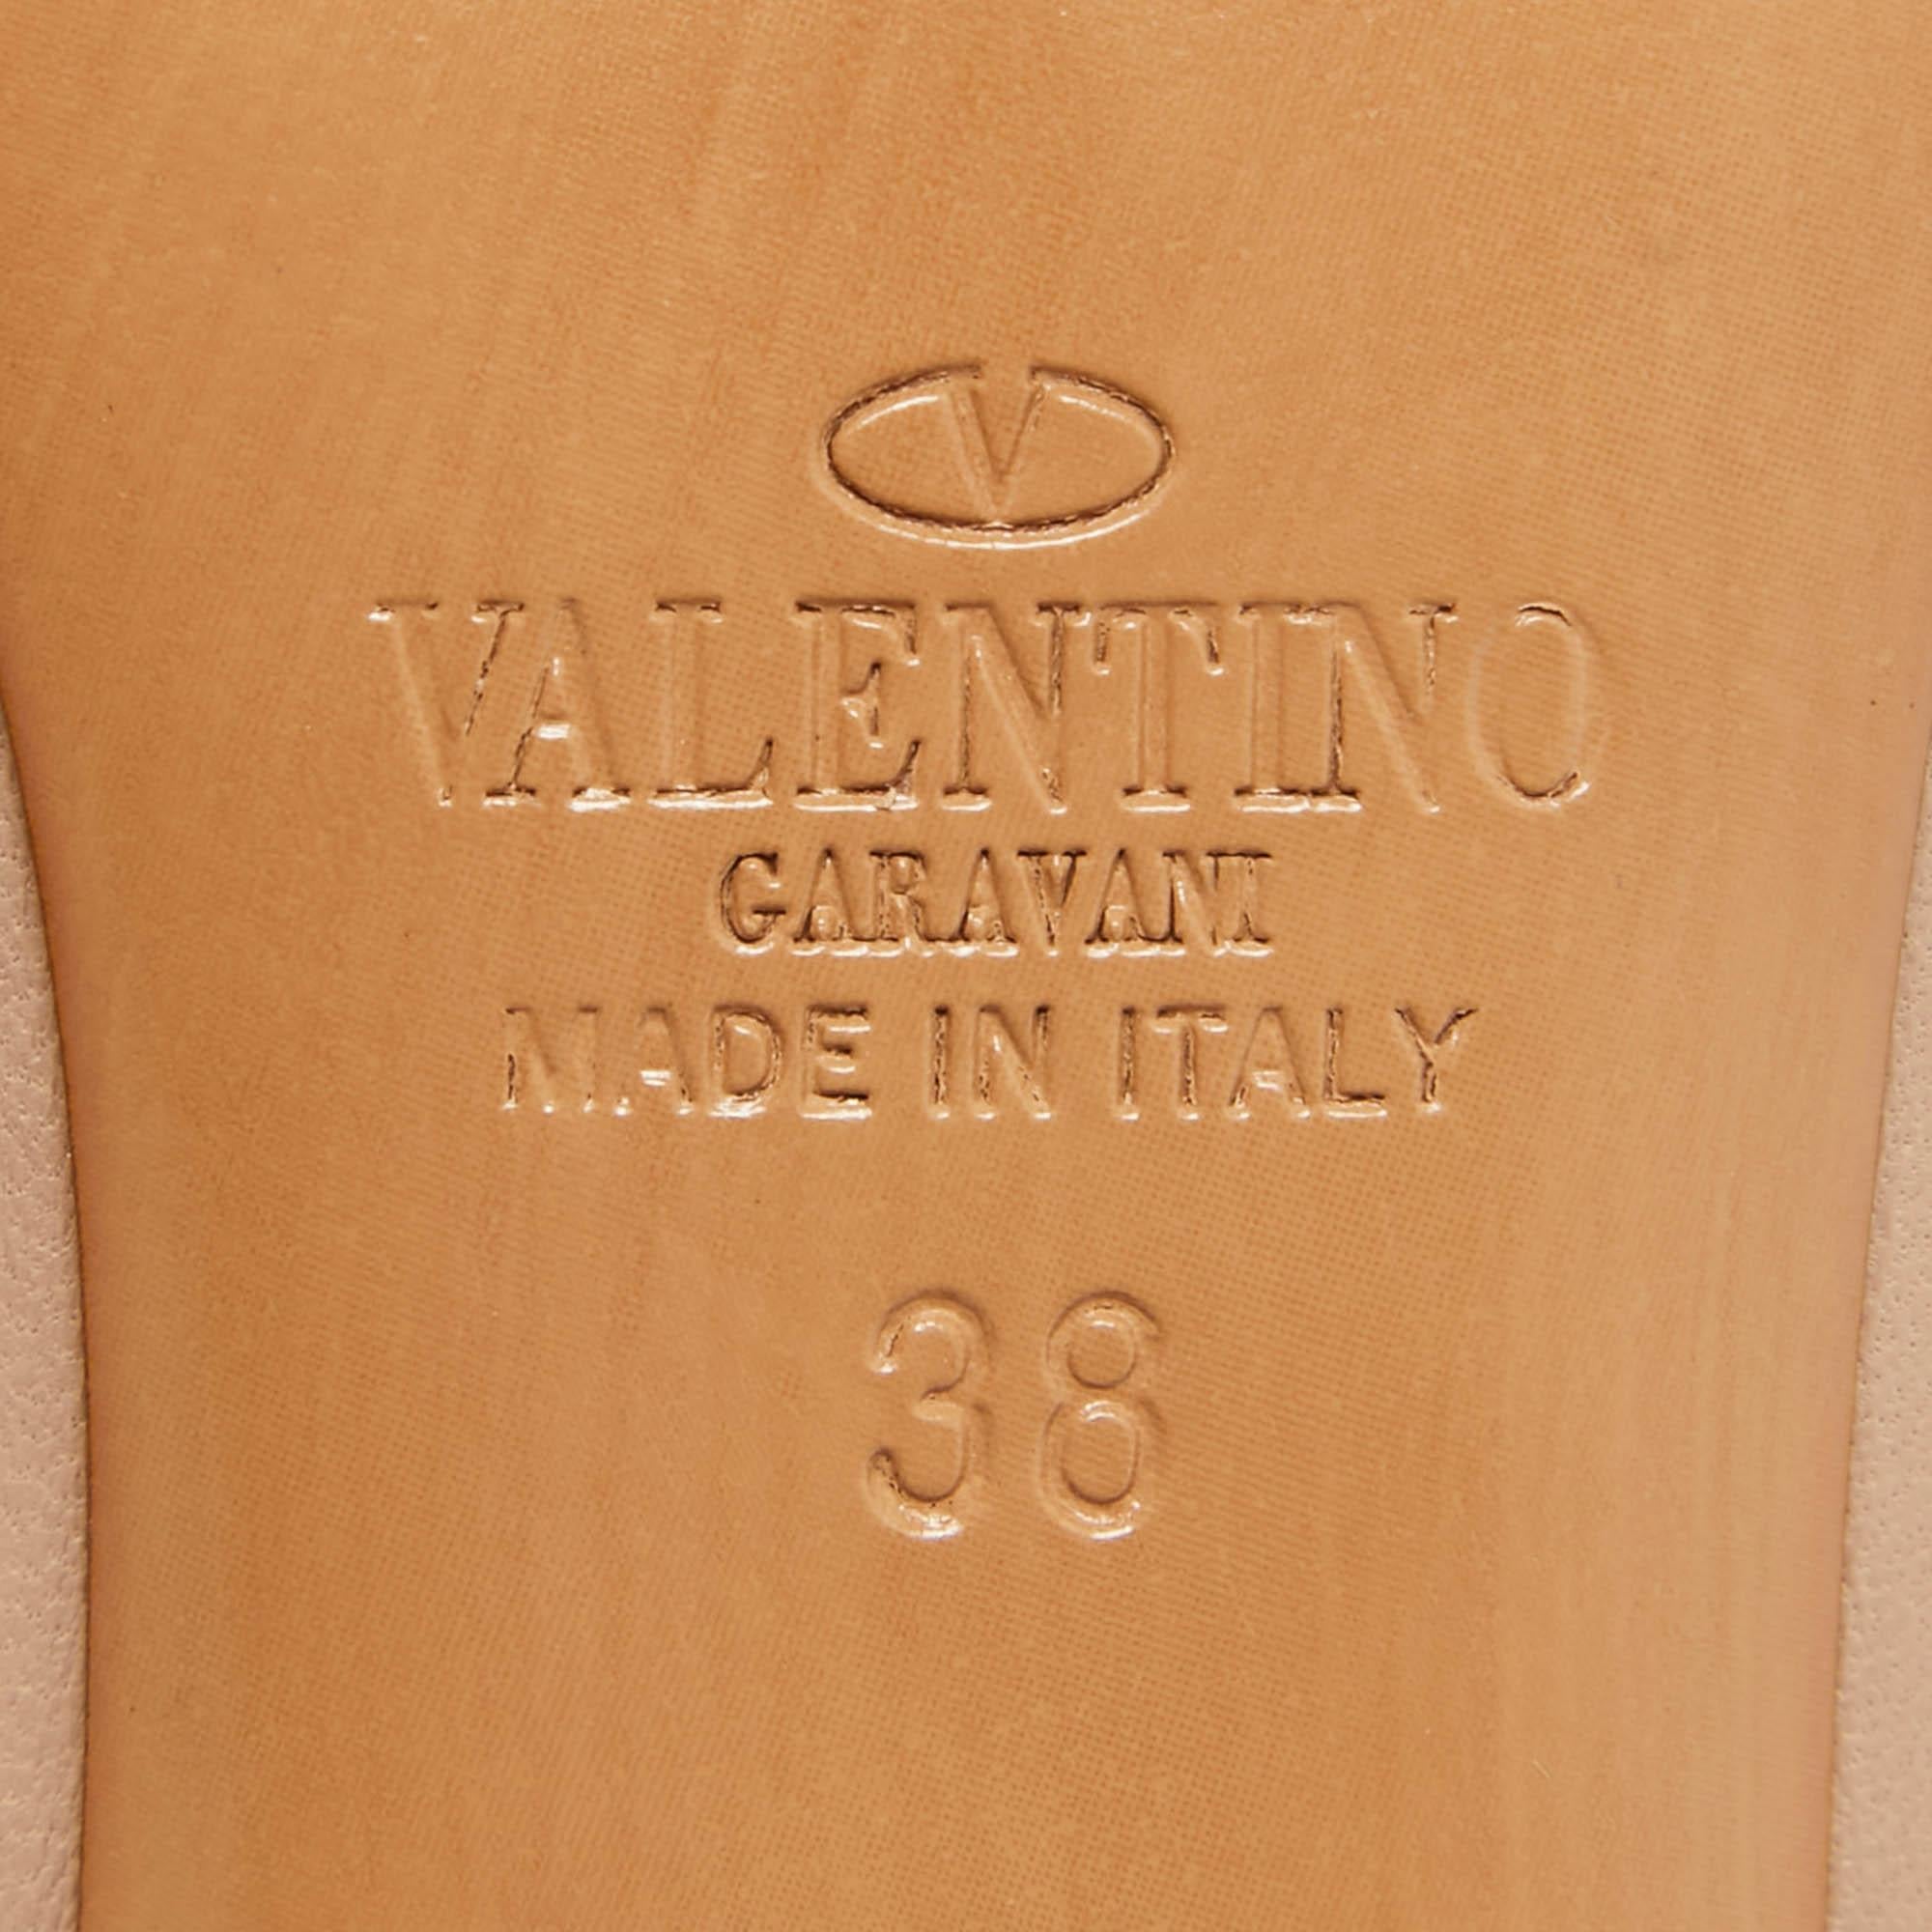 V
VALENTINO
GARAVANI
MADE IN ITALY
38